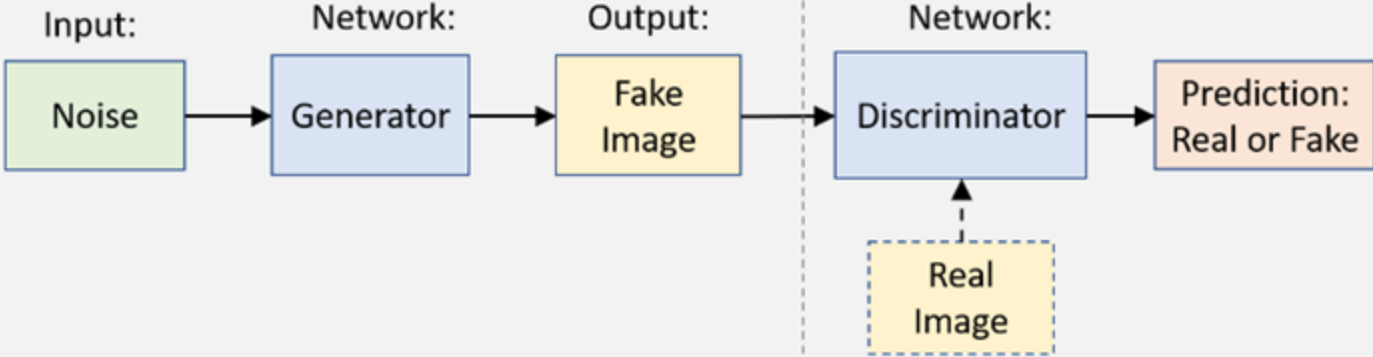 Input:
Network:
Output:
Network:
Noise
Generator
Fake
Image
Discriminator
Prediction:
Real or Fake
Real
Image